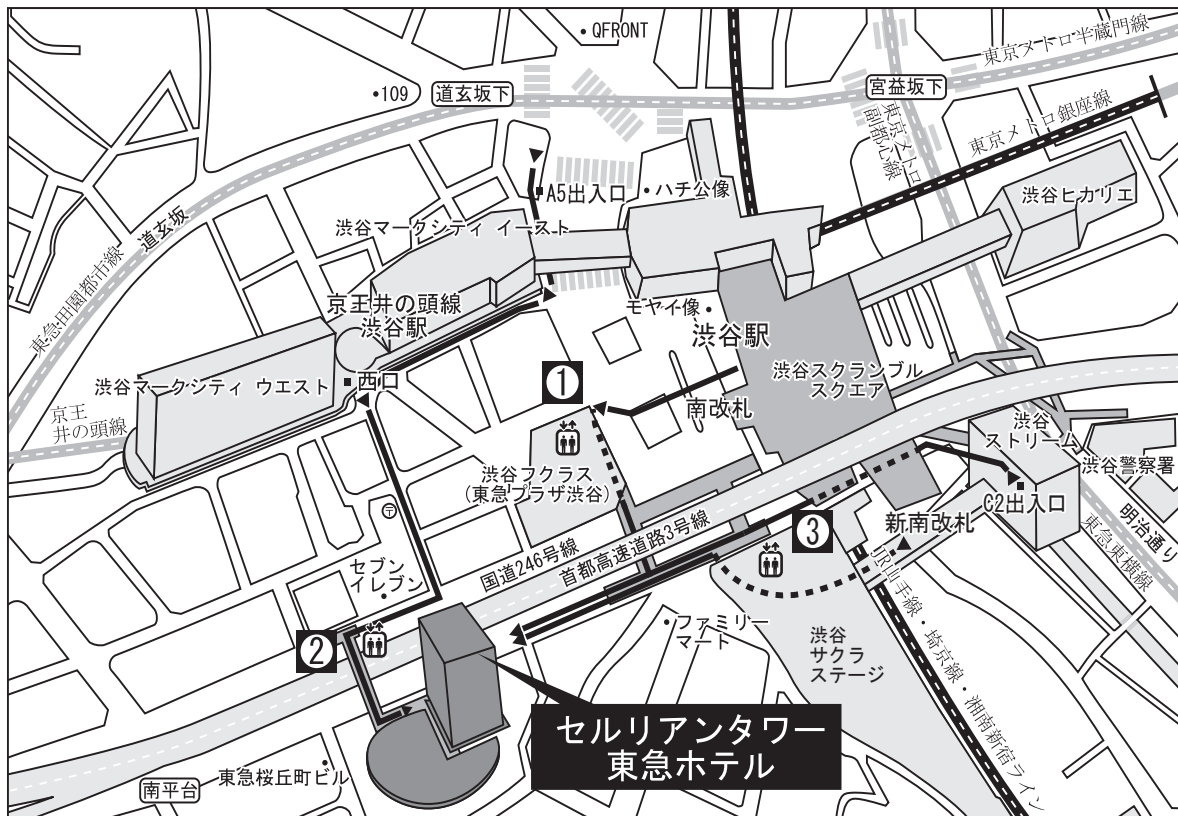 QFRONT
東京メトロ半蔵門線
109
道玄坂下
宮益坂下
東京メトロ
副都心線
東京メトロ銀座線
A5出入口
ハチ公像
渋谷ヒカリエ
道玄坂
渋谷マークシティ イースト
東急田園都市線
京王井の頭線
渋谷駅
モヤイ像
渋谷駅
渋谷スクランブル
スクエア
渋谷マークシティ ウエスト
西口
1
南改札
京王
井の頭線
渋谷
ストリーム
渋谷警察署
渋谷フクラス
(東急プラザ渋谷)
C2出入口
〒
明治通り
東急東横線
国道246号線
首都高速道路3号線
3
新南改札
セブン
イレブン
JR山手線・埼京線・湘南新宿ライン
2
ファミリー
マート
渋谷
サクラ
ステージ
セルリアンタワー
東急ホテル
東急桜丘町ビル
南平台